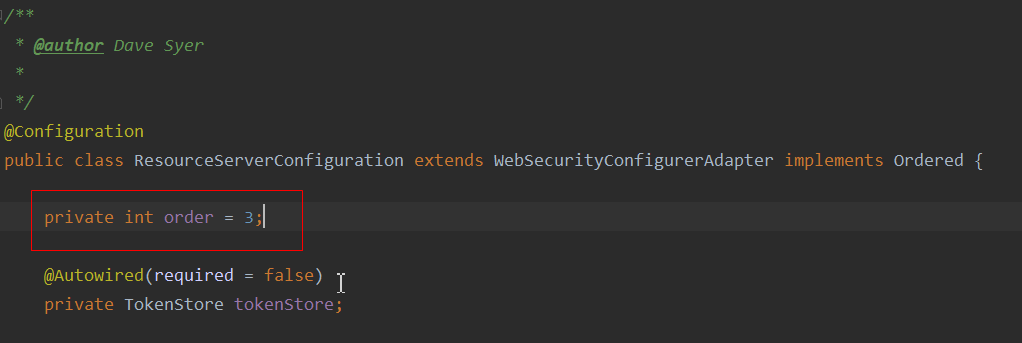 /**
 * @author Dave Syer
 *
 */
@Configuration
public class ResourceServerConfiguration extends WebSecurityConfigurerAdapter implements Ordered {
private int order = 3;
@Autowired(required = false)
private TokenStore tokenStore;